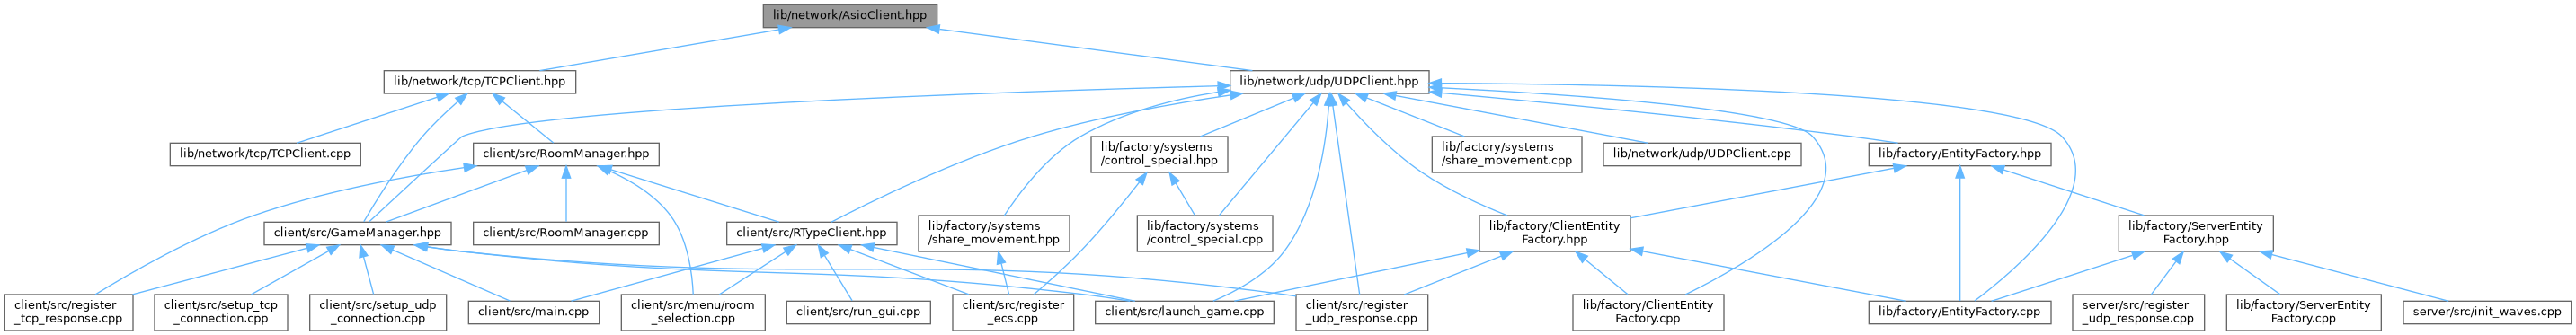 lib/network/AsioClient.hpp
lib/network/tcp/TCPClient.hpp
lib/network/udp/UDPClient.hpp
lib/network/tcp/TCPClient.cpp
client/src/RoomManager.hpp
lib/factory/systems
/control_special.hpp
lib/factory/systems
/share_movement.cpp
lib/network/udp/UDPClient.cpp
lib/factory/EntityFactory.hpp
client/src/GameManager.hpp
client/src/RoomManager.cpp
client/src/RTypeClient.hpp
lib/factory/systems
/share_movement.hpp
lib/factory/systems
/control_special.cpp
lib/factory/ClientEntity
Factory.hpp
lib/factory/ServerEntity
Factory.hpp
client/src/register
_tcp_response.cpp
client/src/setup_tcp
_connection.cpp
client/src/setup_udp
_connection.cpp
client/src/main.cpp
client/src/menu/room
_selection.cpp
client/src/run_gui.cpp
client/src/register
_ecs.cpp
client/src/launch_game.cpp
client/src/register
_udp_response.cpp
lib/factory/ClientEntity
Factory.cpp
lib/factory/EntityFactory.cpp
server/src/register
_udp_response.cpp
lib/factory/ServerEntity
Factory.cpp
server/src/init_waves.cpp